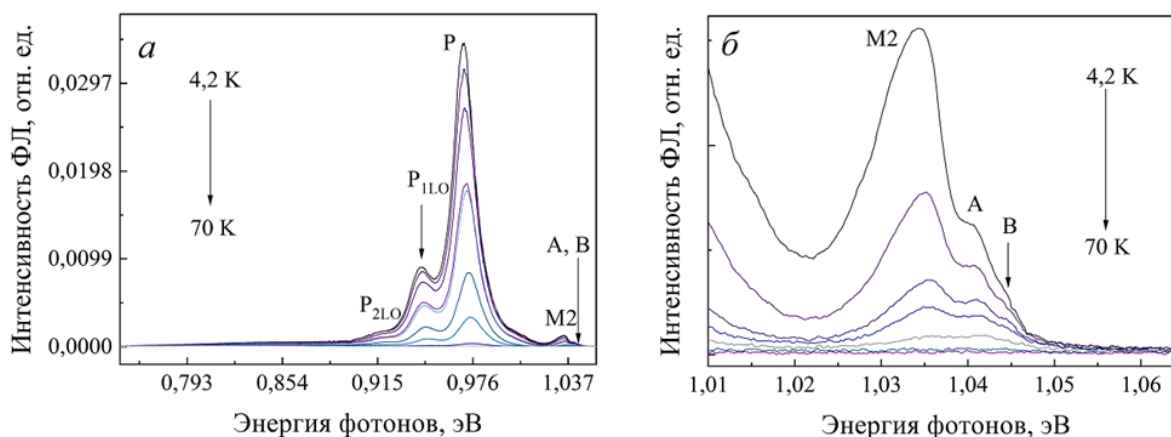 а
P
4,2 K
70 K
P1LO
P2LO
A, B
M2
0,0297
0,0198
0,0099
0,0000
0,793
0,854
0,915
0,976
1,037
Интенсивность ФЛ, отн. ед.
Энергия фотонов, эВ
б
M2
A
B
4,2 K
70 K
1,01
1,02
1,03
1,04
1,05
1,06
Интенсивность ФЛ, отн. ед.
Энергия фотонов, эВ